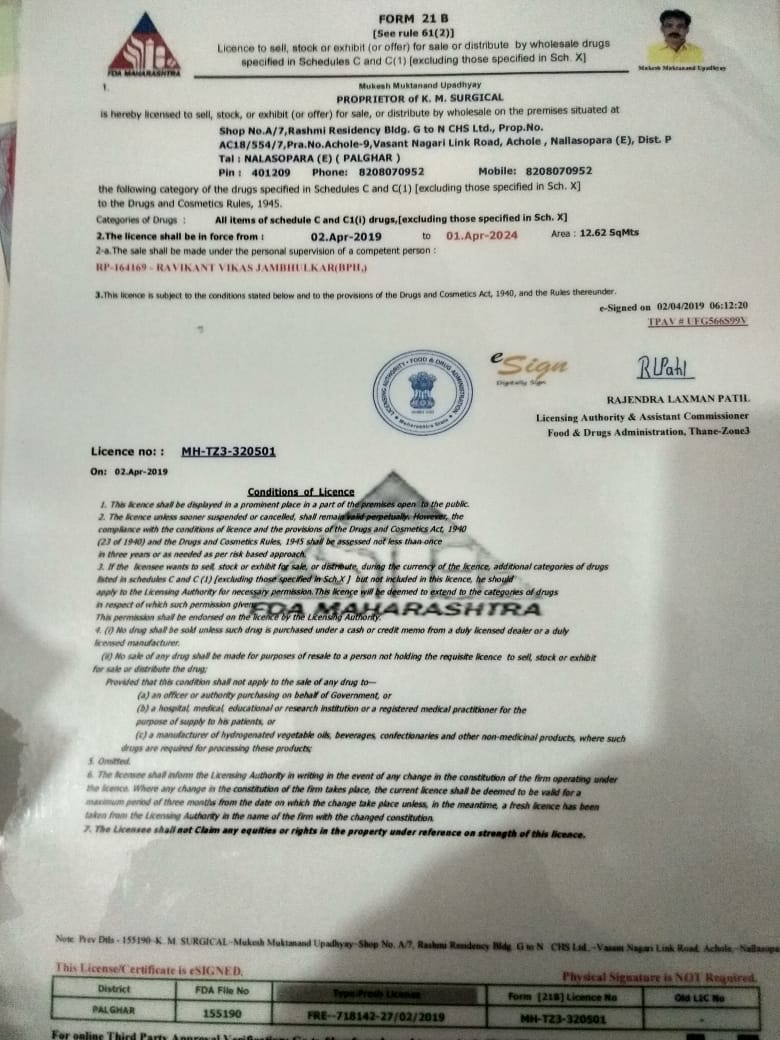 FORM 21 B
[See rule 61(2)]
Licence to sell, stock or exhibit (or offer) for sale or distribute by wholesale drugs
specified in Schedules C and C(1) [excluding those specified in Sch. X]
FDA MAHARASHTRA
Mukesh Muktanand Upadhyay
1.
Mukesh Muktanand Upadhyay
PROPRIETOR of K. M. SURGICAL
is hereby licensed to sell, stock, or exhibit (or offer) for sale, or distribute by wholesale on the premises situated at
Shop No.A/7,Rashmi Residency Bldg. G to N CHS Ltd., Prop.No.
AC18/554/7,Pra.No.Achole-9,Vasant Nagari Link Road, Achole , Nallasopara (E), Dist. P
Tal : NALASOPARA (E) ( PALGHAR )
Pin : 401209 Phone: 8208070952 Mobile: 8208070952
the following category of the drugs specified in Schedules C and C(1) [excluding those specified in Sch. X]
to the Drugs and Cosmetics Rules, 1945.
Categories of Drugs : All items of schedule C and C1(i) drugs,[excluding those specified in Sch. X]
2.The licence shall be in force from : 02.Apr-2019 to 01.Apr-2024 Area : 12.62 SqMts
2-a.The sale shall be made under the personal supervision of a competent person :
RP-164169 - RAVIKANT VIKAS JAMBHULKAR(BPH,)
3.This licence is subject to the conditions stated below and to the provisions of the Drugs and Cosmetics Act, 1940, and the Rules thereunder.
e-Signed on 02/04/2019 06:12:20
TPAV # UFG566S99V
LICENSING AUTHORITY • FOOD & DRUG ADMINISTRATION
Maharashtra State
eSign
Digitally Sign
RLPatil
RAJENDRA LAXMAN PATIL
Licensing Authority & Assistant Commissioner
Food & Drugs Administration, Thane-Zone3
Licence no: : MH-TZ3-320501
On: 02.Apr-2019
Conditions of Licence
1. This licence shall be displayed in a prominent place in a part of the premises open to the public.
2. The licence unless sooner suspended or cancelled, shall remain valid perpetually. However, the
compliance with the conditions of licence and the provisions of the Drugs and Cosmetics Act, 1940
(23 of 1940) and the Drugs and Cosmetics Rules, 1945 shall be assessed not less than once
in three years or as needed as per risk based approach.
3. If the licensee wants to sell, stock or exhibit for sale, or distribute, during the currency of the licence, additional categories of drugs
listed in schedules C and C (1) [excluding those specified in Sch.X ] but not included in this licence, he should
apply to the Licensing Authority for necessary permission. This licence will be deemed to extend to the categories of drugs
in respect of which such permission given.
FDA MAHARASHTRA
This permission shall be endorsed on the licence by the Licensing Authority.
4. (i) No drug shall be sold unless such drug is purchased under a cash or credit memo from a duly licensed dealer or a duly
licensed manufacturer.
(ii) No sale of any drug shall be made for purposes of resale to a person not holding the requisite licence to sell, stock or exhibit
for sale or distribute the drug;
Provided that this condition shall not apply to the sale of any drug to—
(a) an officer or authority purchasing on behalf of Government, or
(b) a hospital, medical, educational or research institution or a registered medical practitioner for the
purpose of supply to his patients, or
(c) a manufacturer of hydrogenated vegetable oils, beverages, confectionaries and other non-medicinal products, where such
drugs are required for processing these products;
5. Omitted.
6. The licensee shall inform the Licensing Authority in writing in the event of any change in the constitution of the firm operating under
the licence. Where any change in the constitution of the firm takes place, the current licence shall be deemed to be valid for a
maximum period of three months from the date on which the change take place unless, in the meantime, a fresh licence has been
taken from the Licensing Authority in the name of the firm with the changed constitution.
7. The Licensee shall not Claim any equities or rights in the property under reference on strength of this licence.
Note: Prev Dtls - 155190-K. M. SURGICAL-Mukesh Muktanand Upadhyay-Shop No. A/7, Rashmi Residency Bldg. G to N CHS Ltd.,-Vasant Nagari Link Road, Achole,-Nallasopa
This License/Certificate is eSIGNED. Physical Signature is NOT Required.
District FDA File No Type:Fresh License Form [21B] Licence No Old LIC No
PALGHAR 155190 FRE--718142-27/02/2019 MH-TZ3-320501 -
For online Third Party